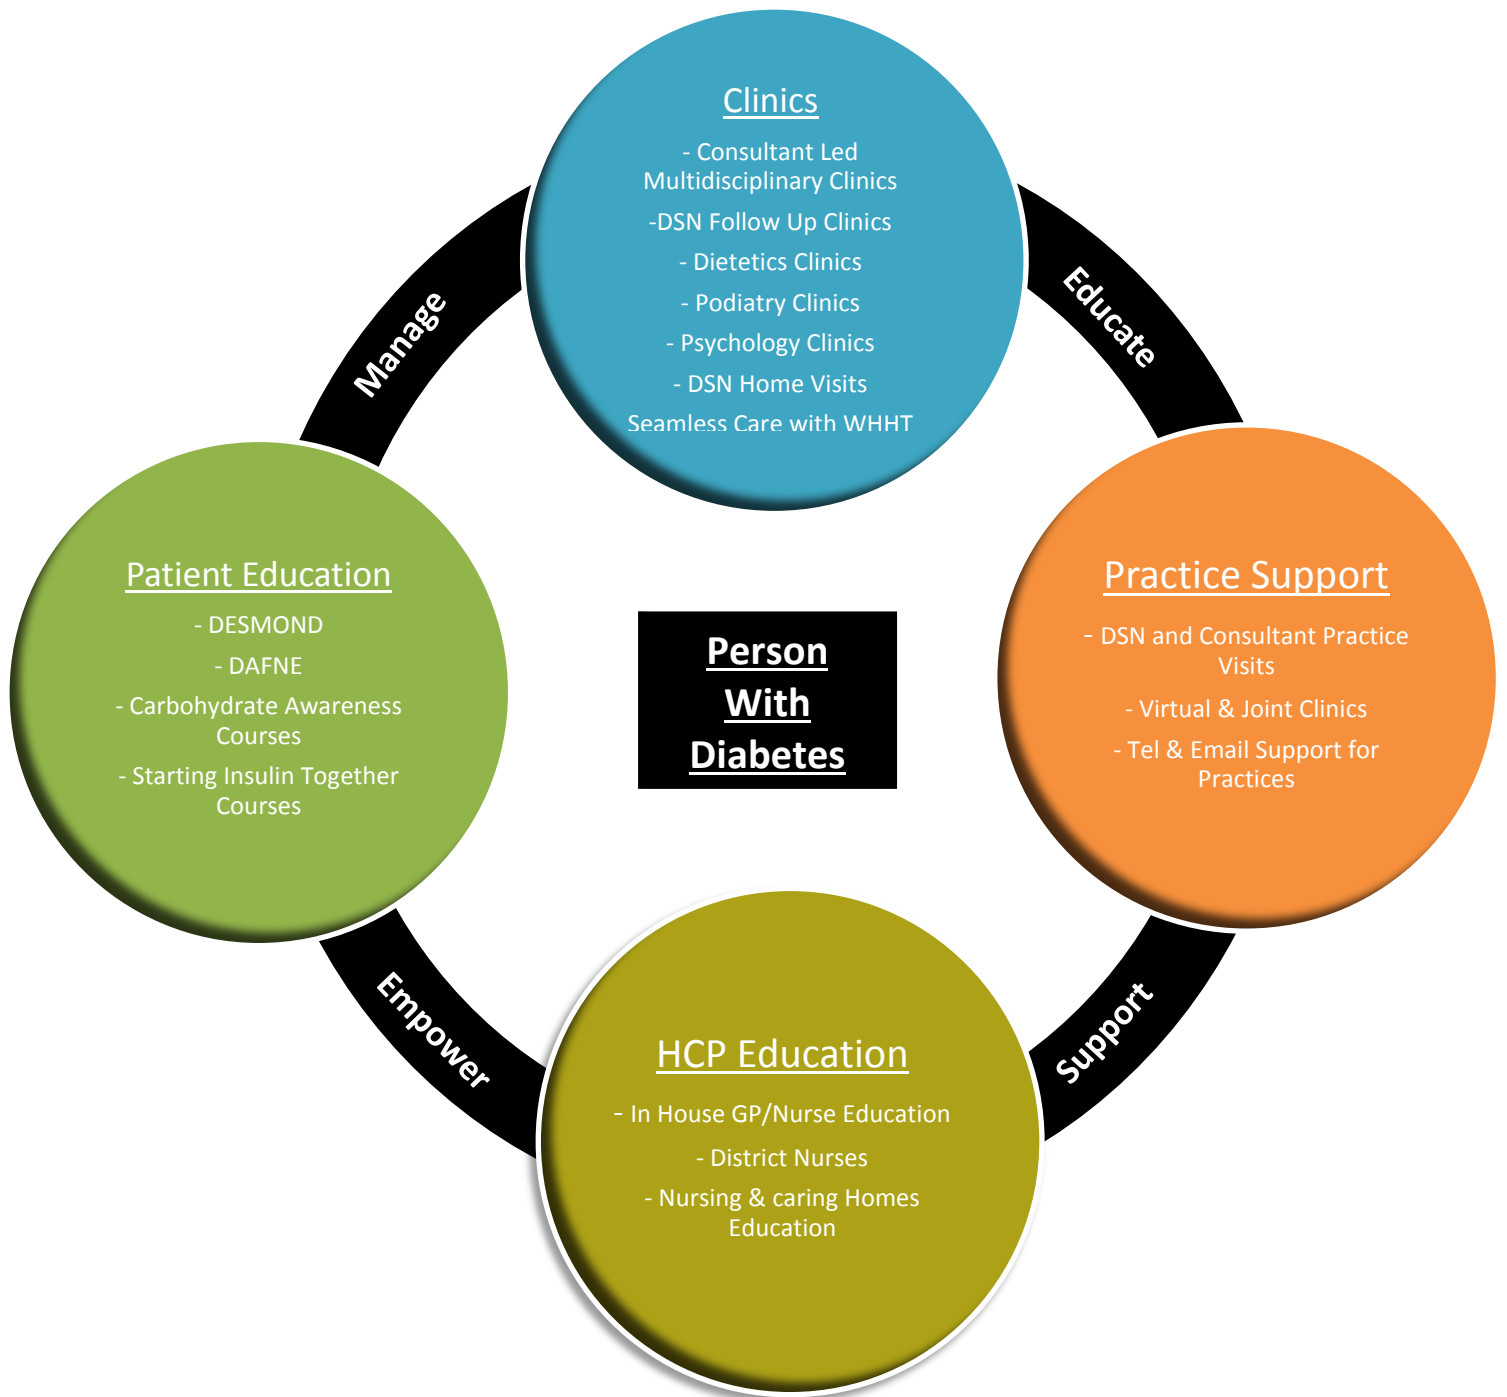 Clinics
- Consultant Led
Multidisciplinary Clinics
-DSN Follow Up Clinics
- Dietetics Clinics
- Podiatry Clinics
- Psychology Clinics
- DSN Home Visits
Seamless Care with WHHT
Manage
Educate
Patient Education
- DESMOND
- DAFNE
- Carbohydrate Awareness
Courses
- Starting Insulin Together
Courses
Person
With
Diabetes
Practice Support
- DSN and Consultant Practice
Visits
- Virtual & Joint Clinics
- Tel & Email Support for
Practices
Empower
Support
HCP Education
- In House GP/Nurse Education
- District Nurses
- Nursing & caring Homes
Education